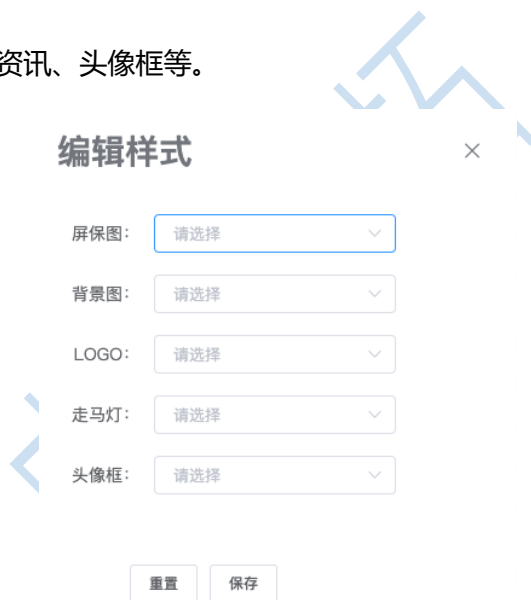 资讯、头像框等。
编辑样式
屏保图： 请选择
背景图： 请选择
LOGO： 请选择
走马灯： 请选择
头像框： 请选择
重置 保存